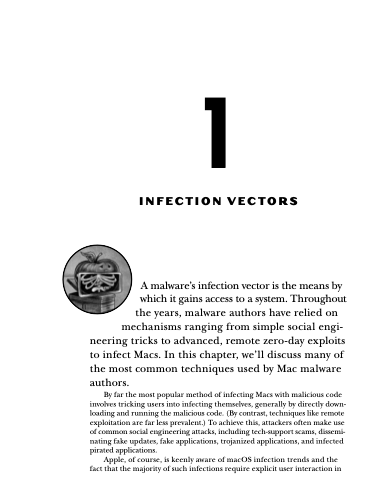 1
INFECTION VECTORS
A malware's infection vector is the means by
which it gains access to a system. Throughout
the years, malware authors have relied on
mechanisms ranging from simple social engi-
neering tricks to advanced, remote zero-day exploits
to infect Macs. In this chapter, we'll discuss many of
the most common techniques used by Mac malware
authors.
By far the most popular method of infecting Macs with malicious code
involves tricking users into infecting themselves, generally by directly down-
loading and running the malicious code. (By contrast, techniques like remote
exploitation are far less prevalent.) To achieve this, attackers often make use
of common social engineering attacks, including tech-support scams, dissemi-
nating fake updates, fake applications, trojanized applications, and infected
pirated applications.
Apple, of course, is keenly aware of macOS infection trends and the
fact that the majority of such infections require explicit user interaction in